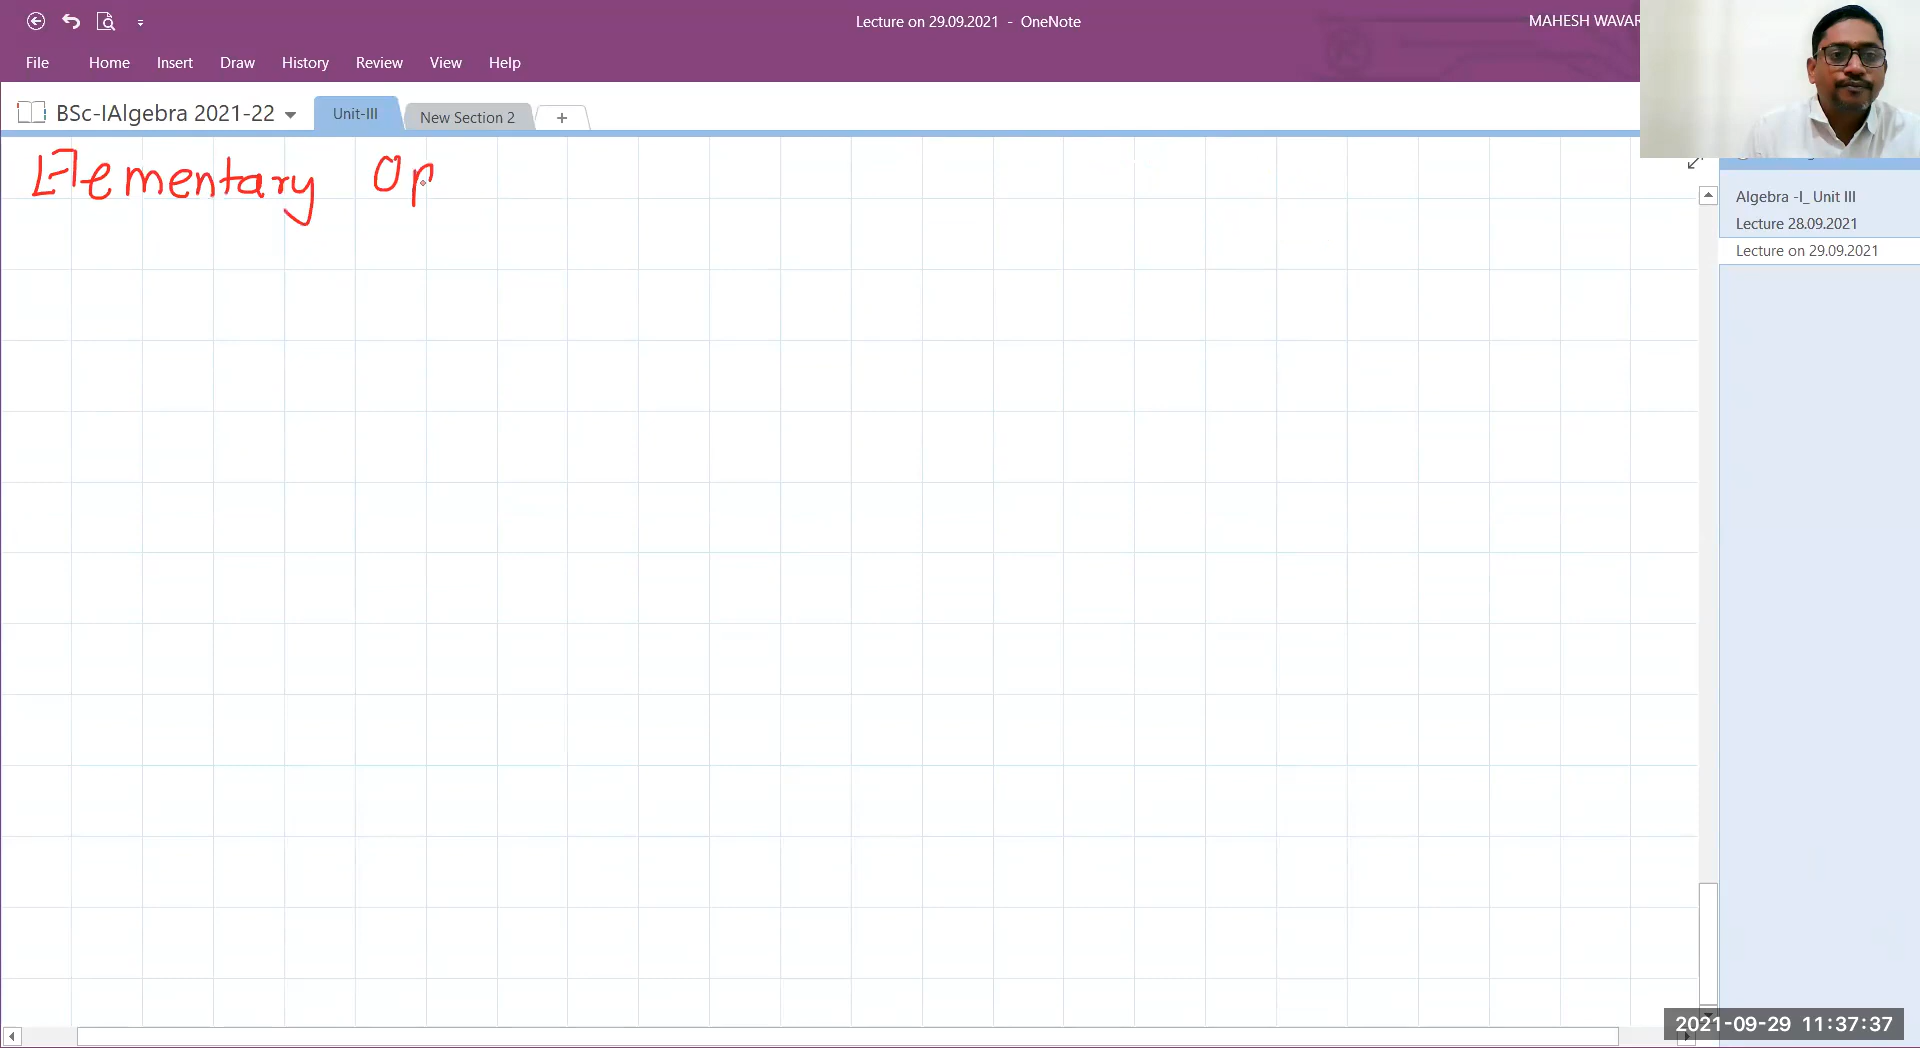 Lecture on 29.09.2021 - OneNote
MAHESH WAVAR
File Home Insert Draw History Review View Help
BSc-IAlgebra 2021-22
Unit-III
New Section 2
+
Elementary Op
Algebra -I_ Unit III
Lecture 28.09.2021
Lecture on 29.09.2021
2021-09-29 11:37:37